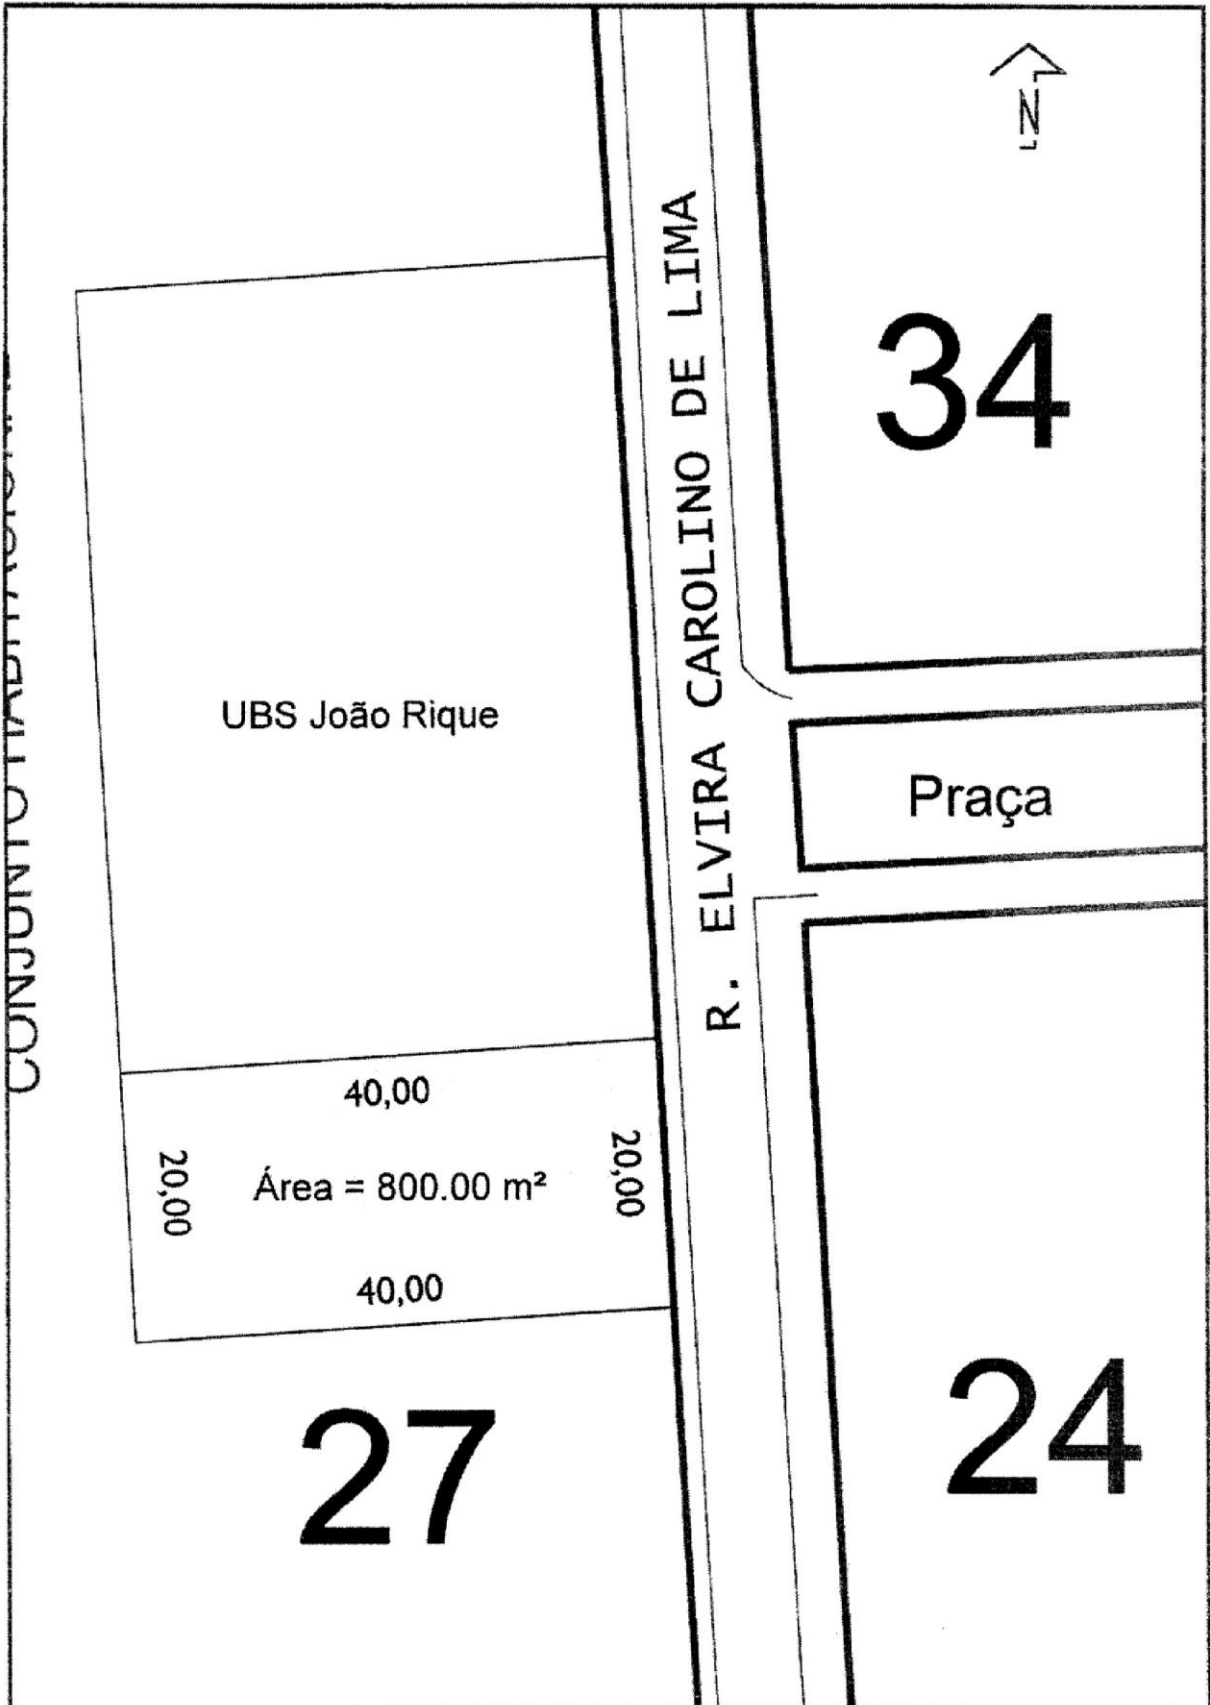 N
34
R. ELVIRA CAROLINO DE LIMA
UBS João Rique
Praça
CONJUNTO
40,00
20,00
Área = 800.00 m²
20,00
40,00
27
24